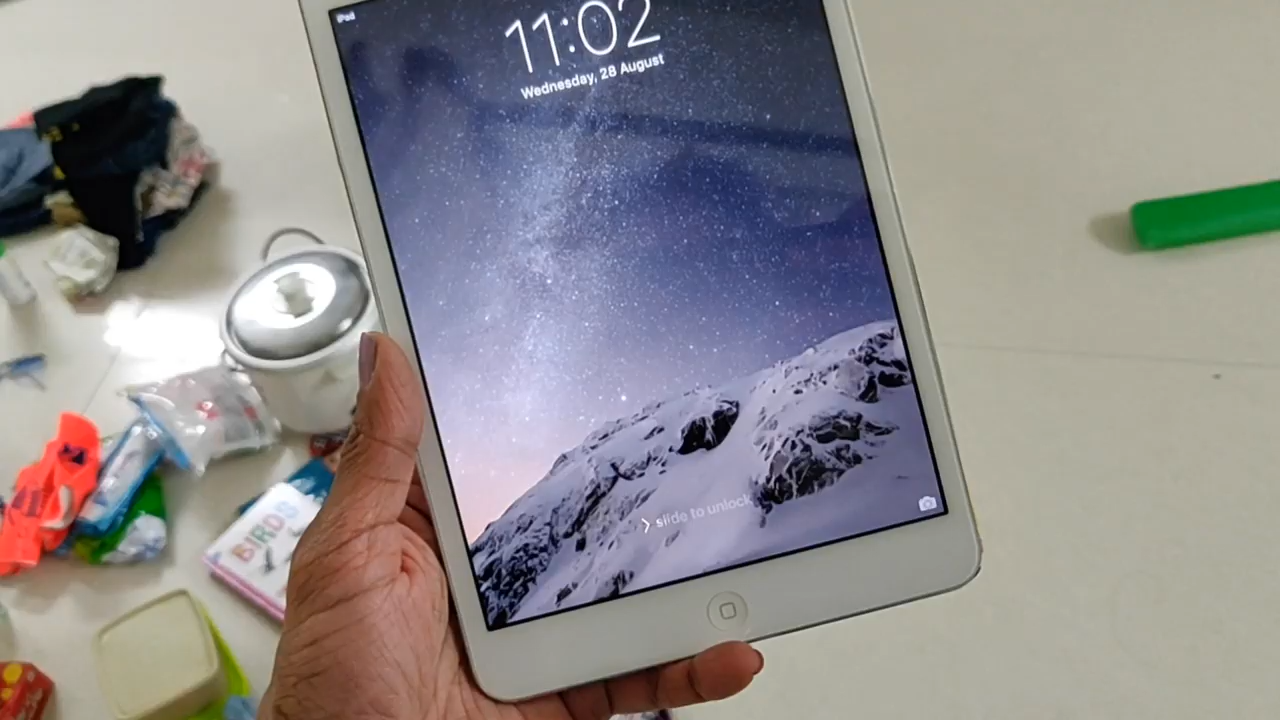 iPad
11:02
Wednesday, 28 August
> slide to unlock
BIRDS